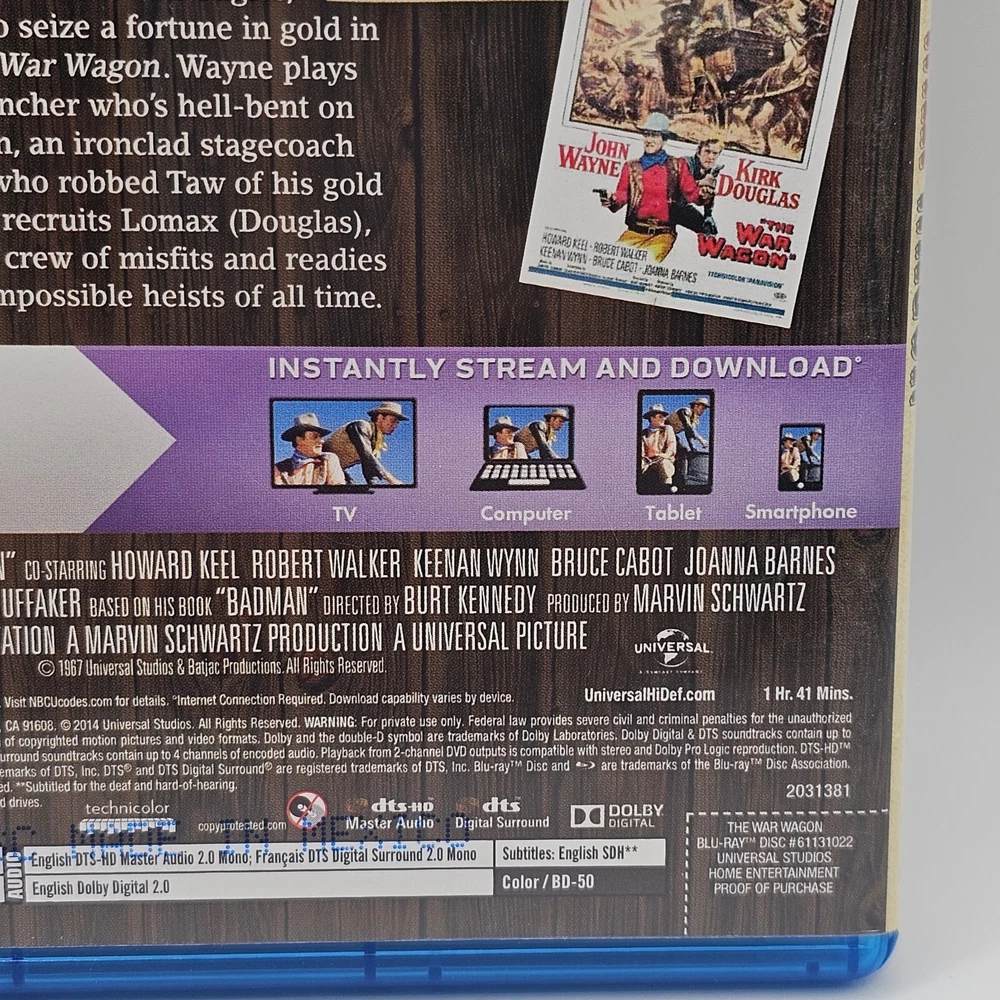 o seize a fortune in gold in
War Wagon. Wayne plays
ncher who's hell-bent on
n, an ironclad stagecoach
who robbed Taw of his gold
recruits Lomax (Douglas),
crew of misfits and readies
mpossible heists of all time.
JOHN WAYNE
KIRK DOUGLAS
"THE WAR WAGON"
HOWARD KEEL · ROBERT WALKER
KEENAN WYNN · BRUCE CABOT · JOANNA BARNES
TECHNICOLOR® PANAVISION®
INSTANTLY STREAM AND DOWNLOAD°
TV
Computer
Tablet
Smartphone
N" CO-STARRING HOWARD KEEL ROBERT WALKER KEENAN WYNN BRUCE CABOT JOANNA BARNES
UFFAKER BASED ON HIS BOOK "BADMAN" DIRECTED BY BURT KENNEDY PRODUCED BY MARVIN SCHWARTZ
ATION A MARVIN SCHWARTZ PRODUCTION A UNIVERSAL PICTURE
UNIVERSAL
© 1967 Universal Studios & Batjac Productions. All Rights Reserved.
Visit NBCUcodes.com for details. °Internet Connection Required. Download capability varies by device.
UniversalHiDef.com
1 Hr. 41 Mins.
, CA 91608. © 2014 Universal Studios. All Rights Reserved. WARNING: For private use only. Federal law provides severe civil and criminal penalties for the unauthorized
of copyrighted motion pictures and video formats. Dolby and the double-D symbol are trademarks of Dolby Laboratories. Dolby Digital & DTS soundtracks contain up to
urround soundtracks contain up to 4 channels of encoded audio. Playback from 2-channel DVD outputs is compatible with stereo and Dolby Pro Logic reproduction. DTS-HD™
emarks of DTS, Inc. DTS® and DTS Digital Surround® are registered trademarks of DTS, Inc. Blu-ray™ Disc and are trademarks of the Blu-ray™ Disc Association.
ed. **Subtitled for the deaf and hard-of-hearing.
d drives.
2031381
technicolor
copyprotected.com
dts-HD Master Audio
dts Digital Surround
DOLBY DIGITAL
MADE IN MEXICO
AUDIO
English DTS-HD Master Audio 2.0 Mono; Français DTS Digital Surround 2.0 Mono
English Dolby Digital 2.0
Subtitles: English SDH**
Color / BD-50
THE WAR WAGON
BLU-RAY™ DISC #61131022
UNIVERSAL STUDIOS
HOME ENTERTAINMENT
PROOF OF PURCHASE